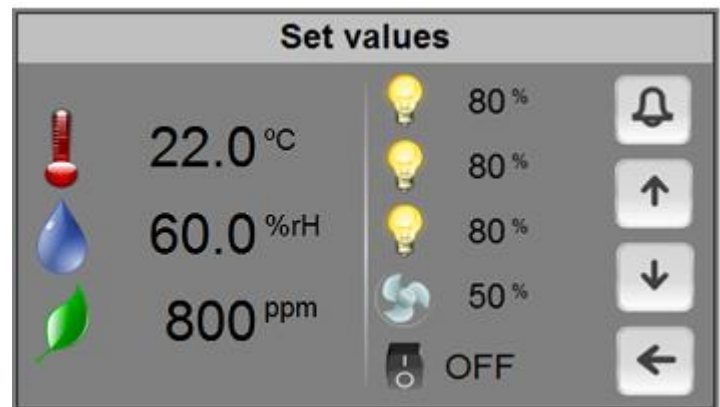 Set values
22.0 °C
60.0 %rH
800 ppm
80 %
80 %
80 %
50 %
OFF